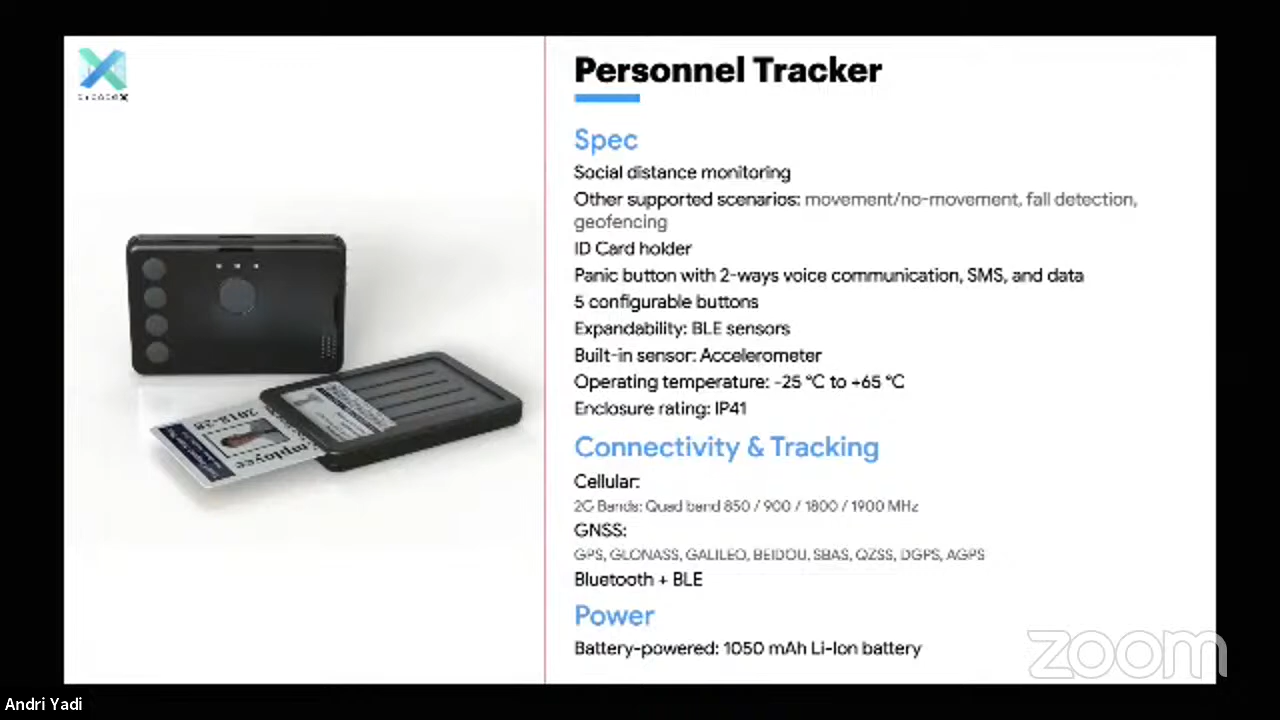 Personnel Tracker
Spec
Social distance monitoring
Other supported scenarios: movement/no-movement, fall detection,
geofencing
ID Card holder
Panic button with 2-ways voice communication, SMS, and data
5 configurable buttons
Expandability: BLE sensors
Built-in sensor: Accelerometer
Operating temperature: -25 °C to +65 °C
Enclosure rating: IP41
Connectivity & Tracking
Cellular:
2G Bands: Quad band 850 / 900 / 1800 / 1900 MHz
GNSS:
GPS, GLONASS, GALILEO, BEIDOU, SBAS, QZSS, DGPS, AGPS
Bluetooth + BLE
Power
Battery-powered: 1050 mAh Li-Ion battery
zoom
Andri Yadi